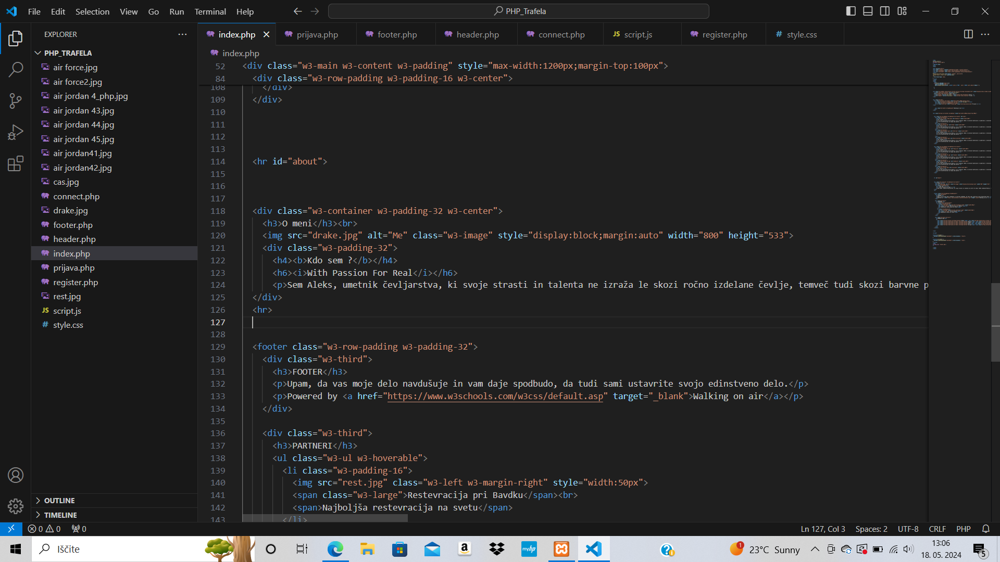 File Edit Selection View Go Run Terminal Help
PHP_Trafela
EXPLORER
PHP_TRAFELA
air force.jpg
air force2.jpg
air jordan 4_php.jpg
air jordan 43.jpg
air jordan 44.jpg
air jordan 45.jpg
air jordan41.jpg
air jordan42.jpg
cas.jpg
connect.php
drake.jpg
footer.php
header.php
index.php
prijava.php
register.php
rest.jpg
JS script.js
# style.css
OUTLINE
TIMELINE
index.php prijava.php footer.php header.php connect.php JS script.js register.php # style.css
index.php
52 <div class="w3-main w3-content w3-padding" style="max-width:1200px;margin-top:100px">
84 <div class="w3-row-padding w3-padding-16 w3-center">
108 </div>
109 </div>
110
111
112
113
114 <hr id="about">
115
116
117
118 <div class="w3-container w3-padding-32 w3-center">
119 <h3>O meni</h3><br>
120 <img src="drake.jpg" alt="Me" class="w3-image" style="display:block;margin:auto" width="800" height="533">
121 <div class="w3-padding-32">
122 <h4><b>Kdo sem ?</b></h4>
123 <h6><i>With Passion For Real</i></h6>
124 <p>Sem Aleks, umetnik čevljarstva, ki svoje strasti in talenta ne izraža le skozi ročno izdelane čevlje, temveč tudi skozi barvne p
125 </div>
126 <hr>
127
128
129 <footer class="w3-row-padding w3-padding-32">
130 <div class="w3-third">
131 <h3>FOOTER</h3>
132 <p>Upam, da vas moje delo navdušuje in vam daje spodbudo, da tudi sami ustavrite svojo edinstveno delo.</p>
133 <p>Powered by <a href="https://www.w3schools.com/w3css/default.asp" target="_blank">Walking on air</a></p>
134 </div>
135
136 <div class="w3-third">
137 <h3>PARTNERI</h3>
138 <ul class="w3-ul w3-hoverable">
139 <li class="w3-padding-16">
140 <img src="rest.jpg" class="w3-left w3-margin-right" style="width:50px">
141 <span class="w3-large">Restevracija pri Bavdku</span><br>
142 <span>Najboljša restevracija na svetu</span>
143 </li>
0 0 0 Ln 127, Col 3 Spaces: 2 UTF-8 CRLF PHP
Iščite
a
myhp
1
23°C Sunny
13:06
18. 05. 2024
5